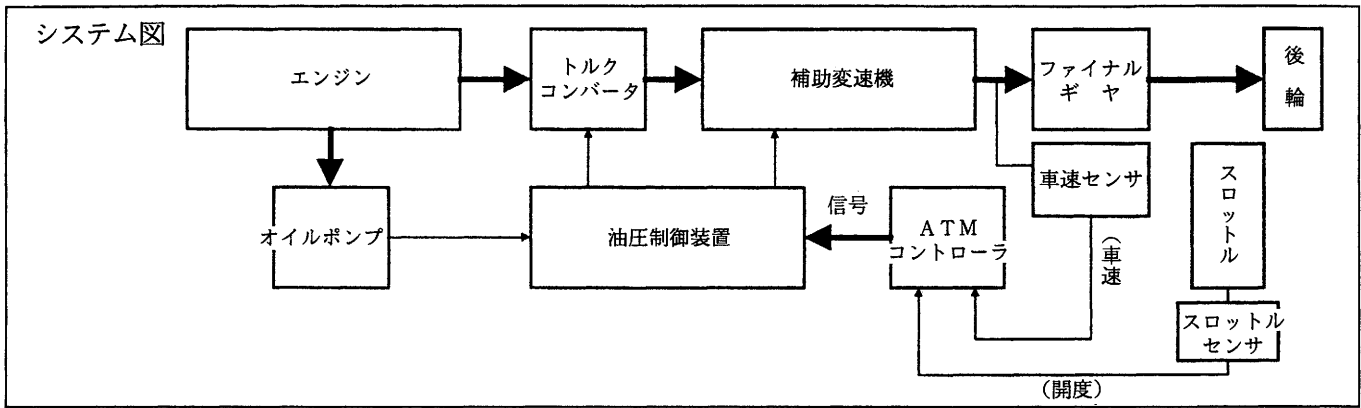 システム図
エンジン
トルク
コンバータ
補助変速機
ファイナル
ギヤ
後
輪
オイルポンプ
油圧制御装置
信号
ATM
コントローラ
車速センサ
(車速
スロットル
スロットル
センサ
(開度)